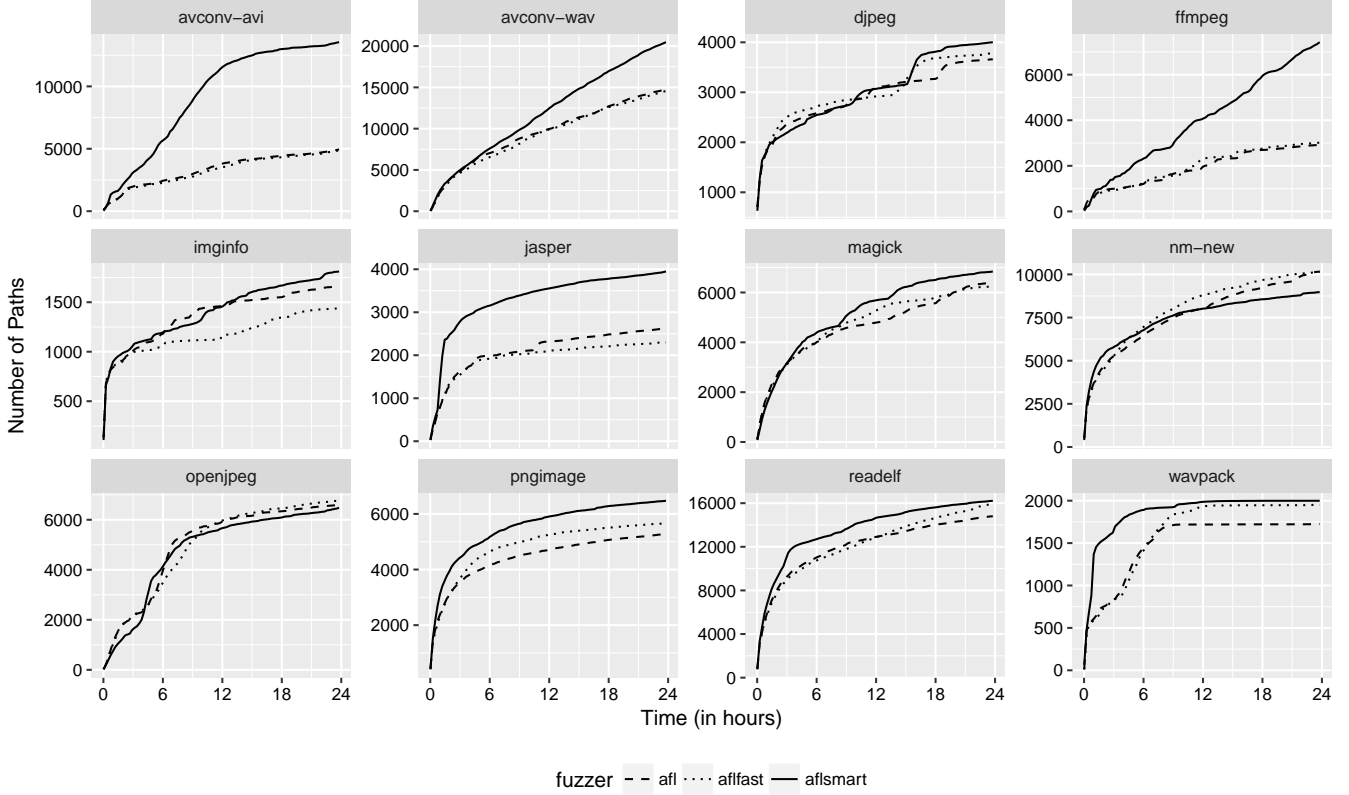 avconv−avi avconv−wav djpeg ffmpeg
0 5000 10000
0 5000 10000 15000 20000
1000 2000 3000 4000
0 2000 4000 6000
imginfo jasper magick nm−new
500 1000 1500
0 1000 2000 3000 4000
0 2000 4000 6000
0 2500 5000 7500 10000
openjpeg pngimage readelf wavpack
0 2000 4000 6000
2000 4000 6000
0 4000 8000 12000 16000
0 500 1000 1500 2000
0 6 12 18 24 0 6 12 18 24 0 6 12 18 24 0 6 12 18 24
Number of Paths
Time (in hours)
fuzzer afl aflfast aflsmart